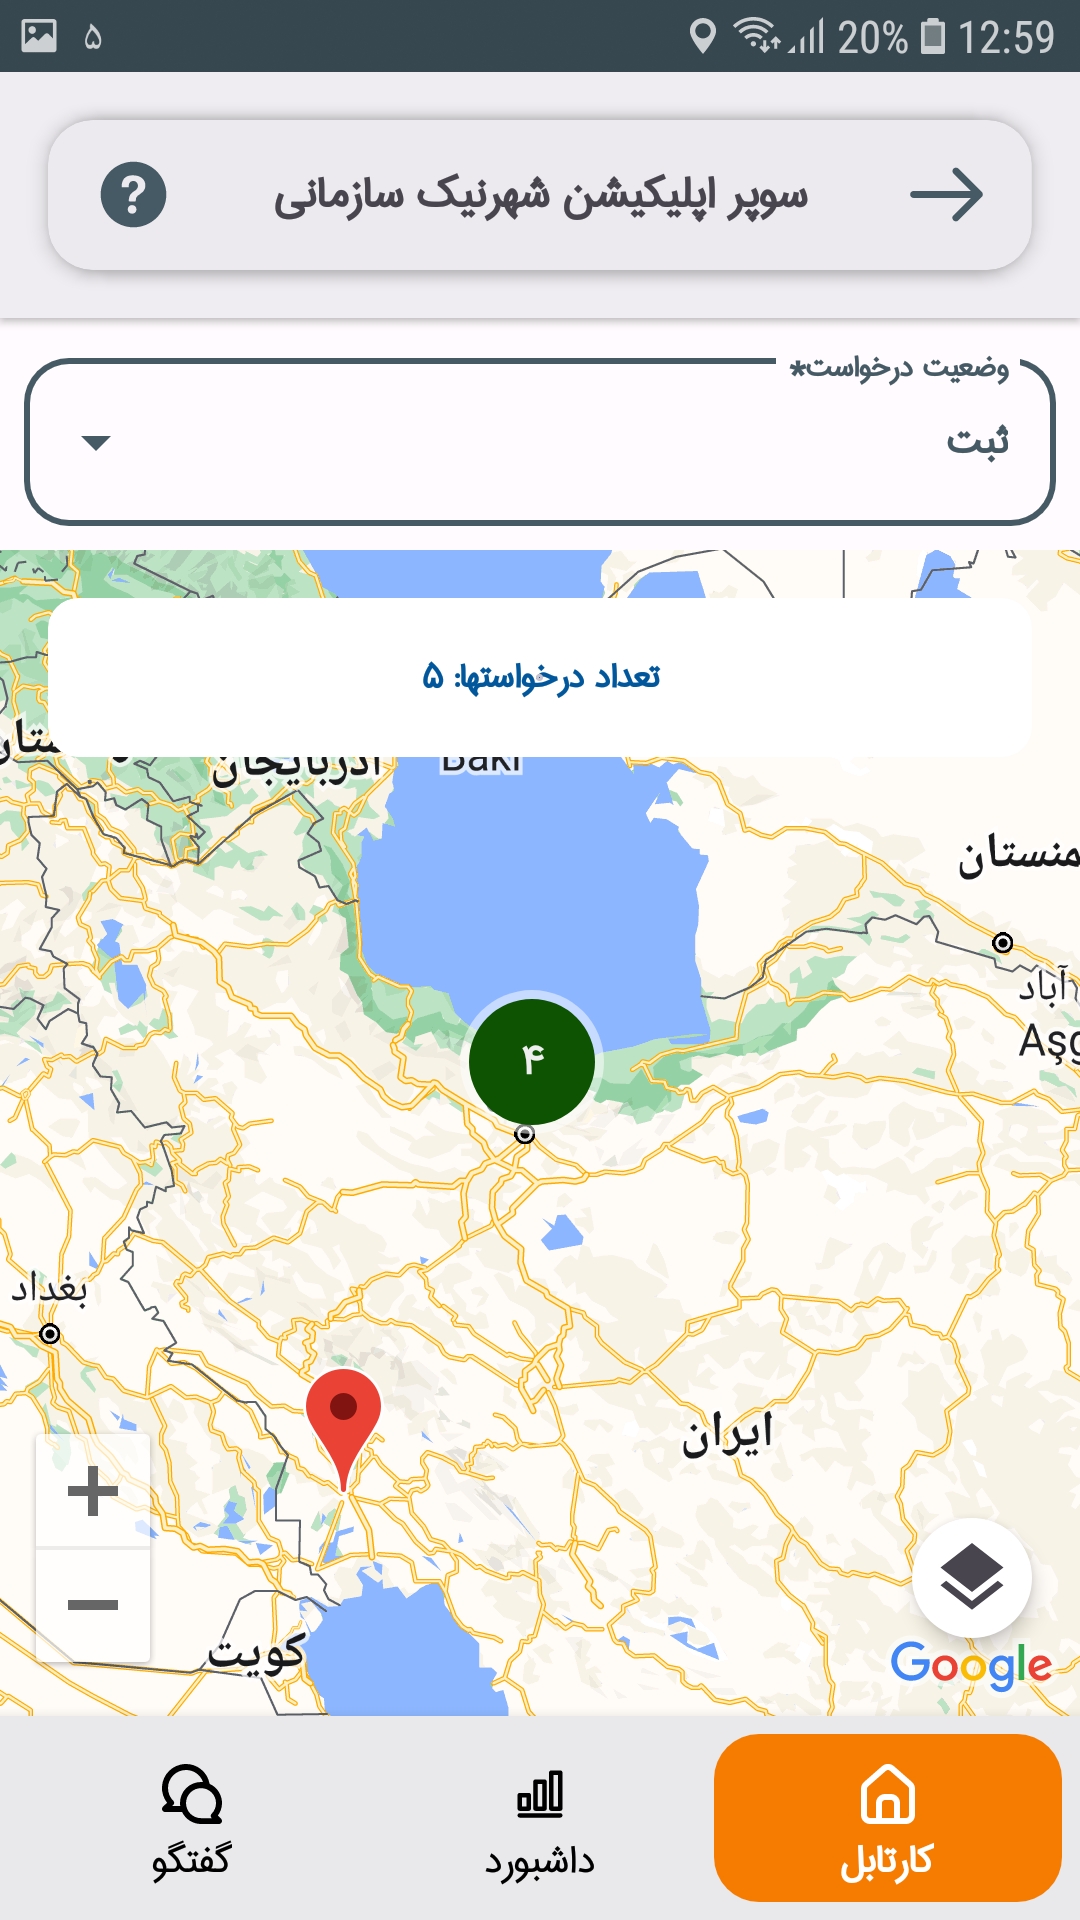 ۵ 20% 12:59
سوپر اپلیکیشن شهرنیک سازمانی
?
وضعیت درخواست*
ثبت
تعداد درخواستها: ۵
آذربایجان
Bakı
منستان
آباد
Aşg
۴
بغداد
ایران
+
−
کویت
Google
کارتابل
داشبورد
گفتگو